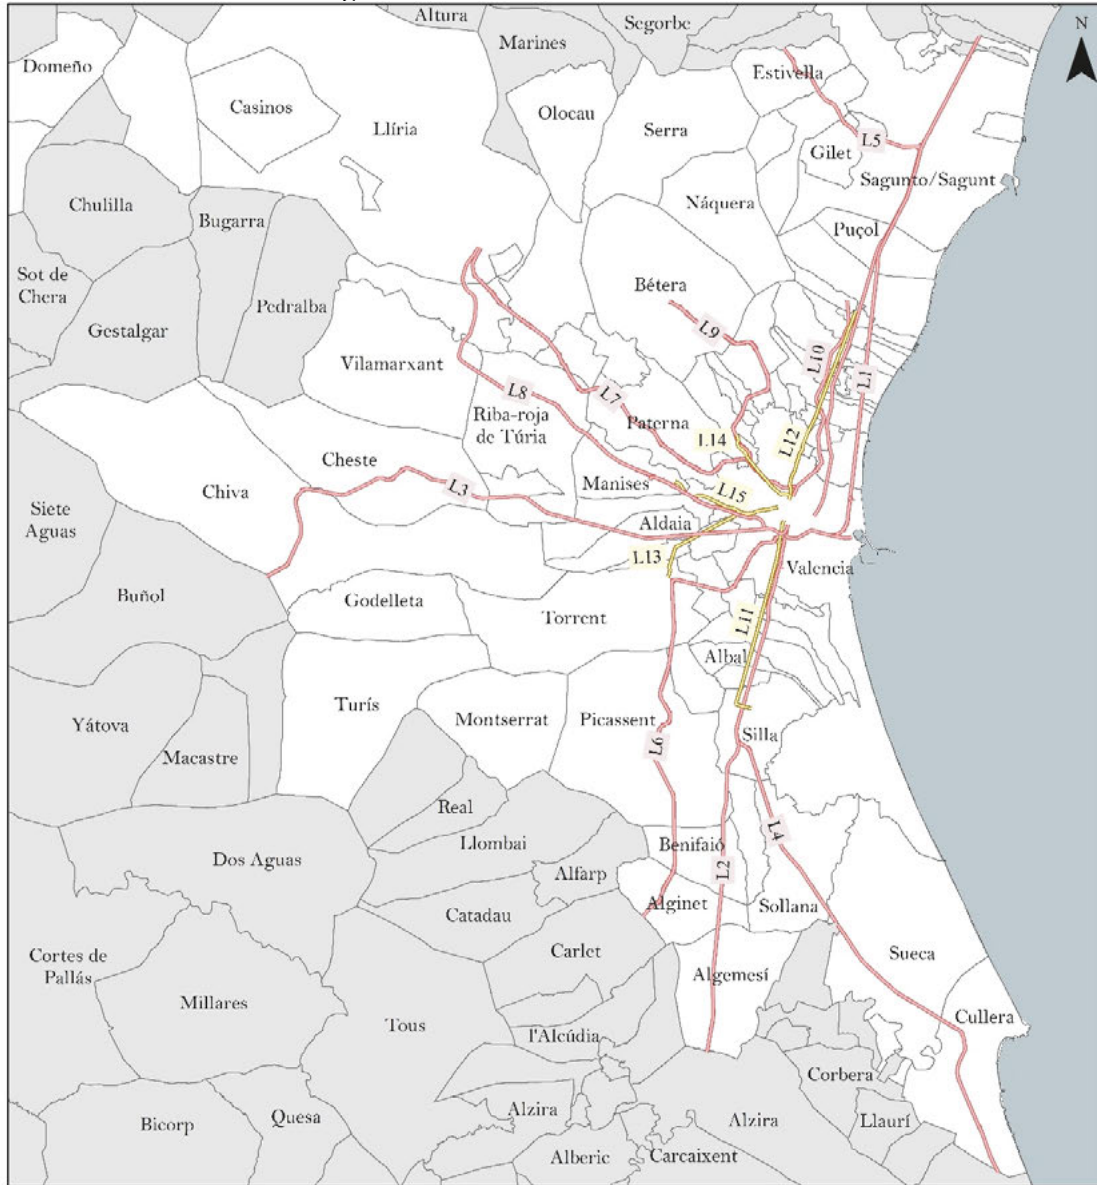 Altura
Segorbe
N
Marines
Domeño
Estivella
Casinos
Olocau
Llíria
Serra
L5
Gilet
Sagunto/Sagunt
Chulilla
Náquera
Bugarra
Puçol
Sot de
Chera
Bétera
Pedralba
Gestalgar
L9
L10
Vilamarxant
L1
L8
L7
Riba-roja
de Túria
Paterna
L14
L12
Cheste
Manises
Chiva
L3
L15
Siete
Aguas
Aldaia
L13
Valencia
Buñol
Godelleta
Torrent
L11
Albal
Turís
Yátova
Montserrat
Picassent
Silla
L6
Macastre
Real
L4
Llombai
Benifaió
Dos Aguas
L2
Alfarp
Alginet
Sollana
Catadau
Carlet
Cortes de
Pallás
Sueca
Algemesí
Millares
Cullera
Tous
l'Alcúdia
Corbera
Alzira
Quesa
Alzira
Llaurí
Bicorp
Alberic
Carcaixent